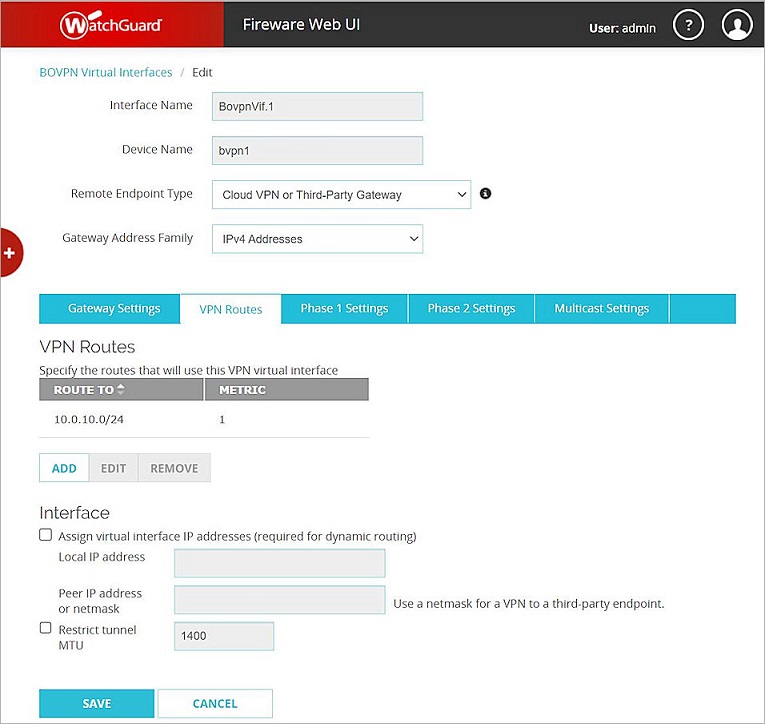 WatchGuard
Fireware Web UI
User: admin
?
BOVPN Virtual Interfaces / Edit
Interface Name
BovpnVif.1
Device Name
bvpn1
Remote Endpoint Type
Cloud VPN or Third-Party Gateway
Gateway Address Family
IPv4 Addresses
Gateway Settings
VPN Routes
Phase 1 Settings
Phase 2 Settings
Multicast Settings
VPN Routes
Specify the routes that will use this VPN virtual interface
ROUTE TO METRIC
10.0.10.0/24 1
ADD EDIT REMOVE
Interface
Assign virtual interface IP addresses (required for dynamic routing)
Local IP address
Peer IP address
or netmask
Use a netmask for a VPN to a third-party endpoint.
Restrict tunnel
MTU
1400
SAVE CANCEL